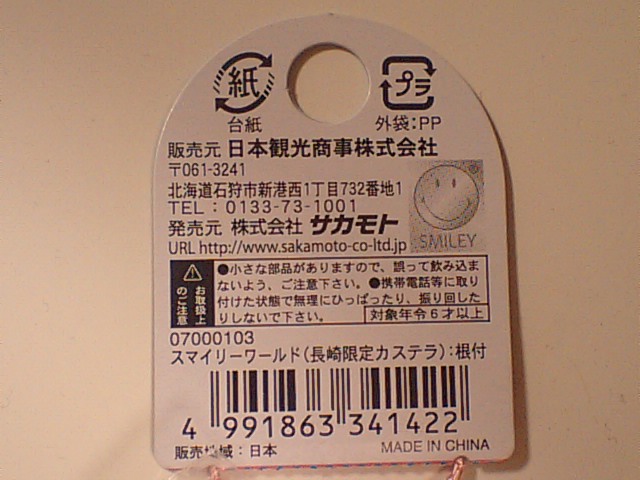 紙
プラ
台紙
外袋:PP
販売元 日本観光商事株式会社
〒061-3241
北海道石狩市新港西1丁目732番地1
TEL:0133-73-1001
発売元 株式会社 サカモト
URL http://www.sakamoto-co-ltd.jp
SMILEY
お取扱上のご注意
●小さな部品がありますので、誤って飲み込ま
ないよう、ご注意下さい。●携帯電話等に取り
付けた状態で無理にひっぱったり、振り回した
りしないで下さい。
対象年令6才以上
07000103
スマイリーワールド(長崎限定カステラ):根付
4 991863 341422
販売地域:日本
MADE IN CHINA